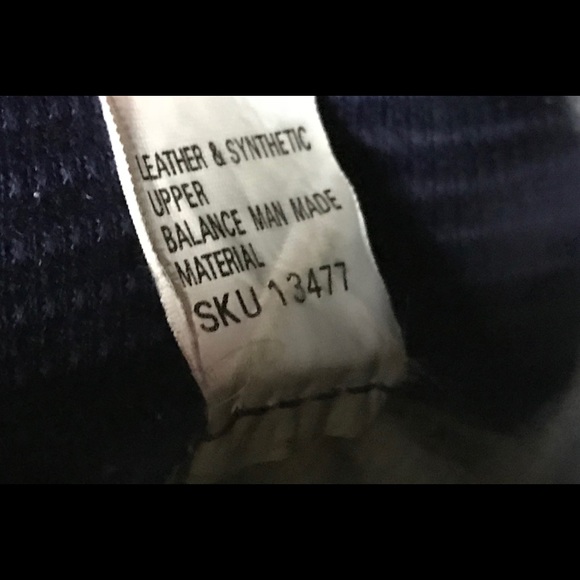 LEATHER & SYNTHETIC
UPPER
BALANCE MAN MADE
MATERIAL
SKU 13477